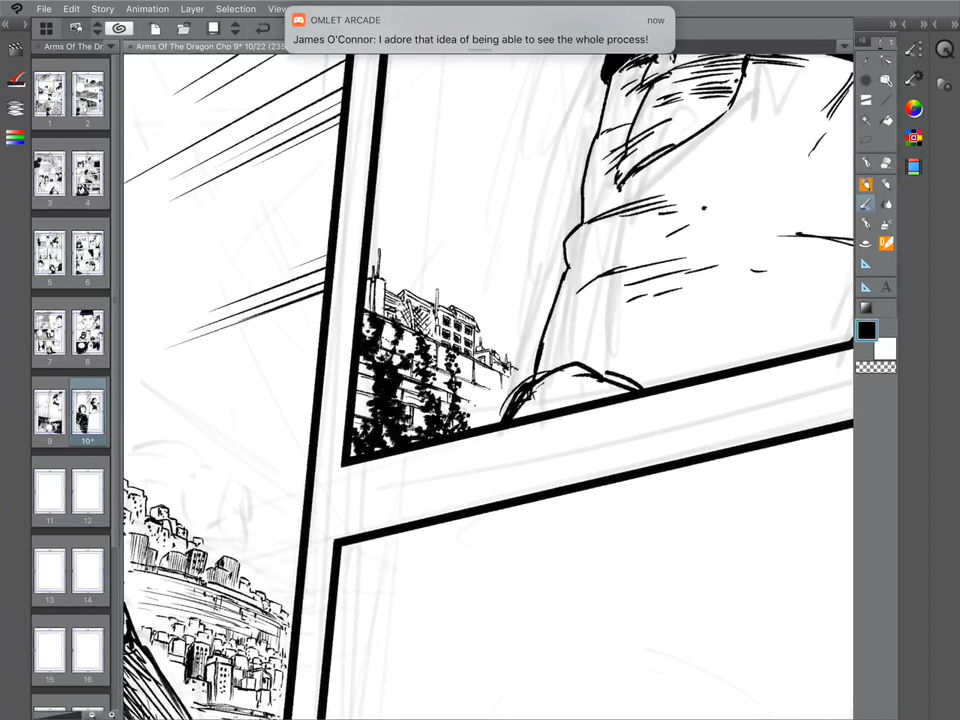 File Edit Story Animation Layer Selection View
OMLET ARCADE
now
James O'Connor: I adore that idea of being able to see the whole process!
Arms Of The Dr
Arms Of The Dragon Chp 9* 10/22 (235
1 2
3 4
5 6
7 8
9 10*
11 12
13 14
15 16
T
A